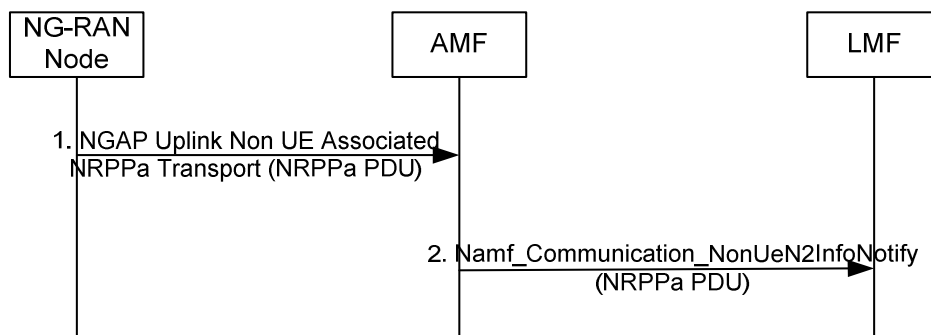 NG-RAN
Node
AMF
LMF
1. NGAP Uplink Non UE Associated
NRPPa Transport (NRPPa PDU)
2. Namf_Communication_NonUeN2InfoNotify
(NRPPa PDU)